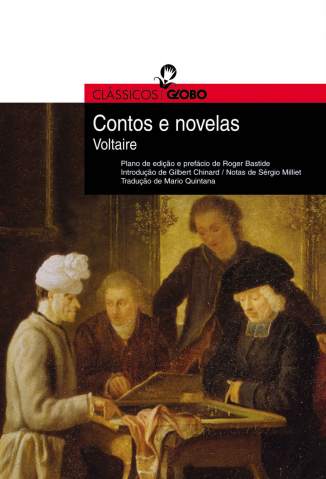 CLÁSSICOS GLOBO
Contos e novelas
Voltaire
Plano de edição e prefácio de Roger Bastide
Introdução de Gilbert Chinard / Notas de Sérgio Milliet
Tradução de Mario Quintana